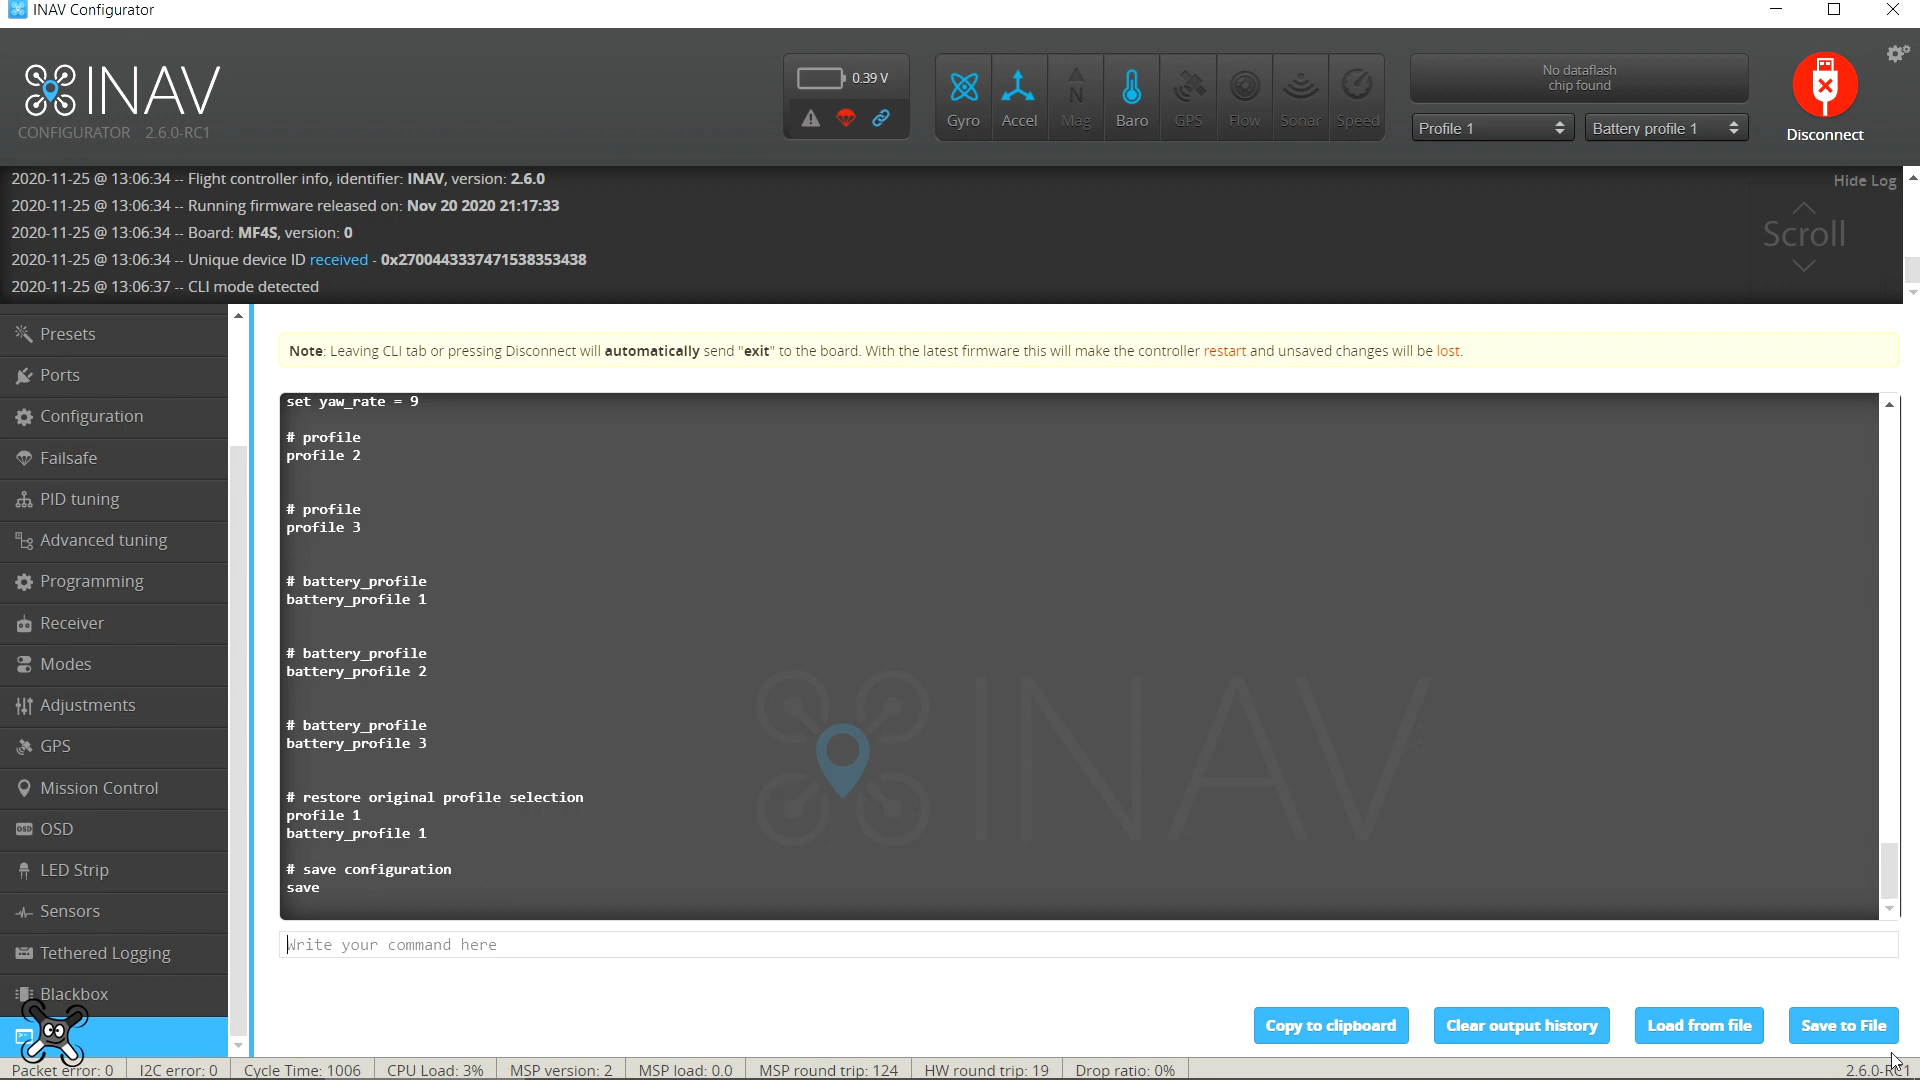 INAV Configurator
INAV
CONFIGURATOR 2.6.0-RC1
0.39 V
Gyro Accel Mag Baro GPS Flow Sonar Speed
No dataflash
chip found
Profile 1
Battery profile 1
Disconnect
2020-11-25 @ 13:06:34 -- Flight controller info, identifier: INAV, version: 2.6.0
2020-11-25 @ 13:06:34 -- Running firmware released on: Nov 20 2020 21:17:33
2020-11-25 @ 13:06:34 -- Board: MF4S, version: 0
2020-11-25 @ 13:06:34 -- Unique device ID received - 0x2700443337471538353438
2020-11-25 @ 13:06:37 -- CLI mode detected
Hide Log
Scroll
Presets
Ports
Configuration
Failsafe
PID tuning
Advanced tuning
Programming
Receiver
Modes
Adjustments
GPS
Mission Control
OSD
LED Strip
Sensors
Tethered Logging
Blackbox
Note: Leaving CLI tab or pressing Disconnect will automatically send "exit" to the board. With the latest firmware this will make the controller restart and unsaved changes will be lost.
set yaw_rate = 9
# profile
profile 2
# profile
profile 3
# battery_profile
battery_profile 1
# battery_profile
battery_profile 2
# battery_profile
battery_profile 3
# restore original profile selection
profile 1
battery_profile 1
# save configuration
save
INAV
Write your command here
Copy to clipboard
Clear output history
Load from file
Save to File
Packet error: 0 I2C error: 0 Cycle Time: 1006 CPU Load: 3% MSP version: 2 MSP load: 0.0 MSP round trip: 124 HW round trip: 19 Drop ratio: 0% 2.6.0-RC1